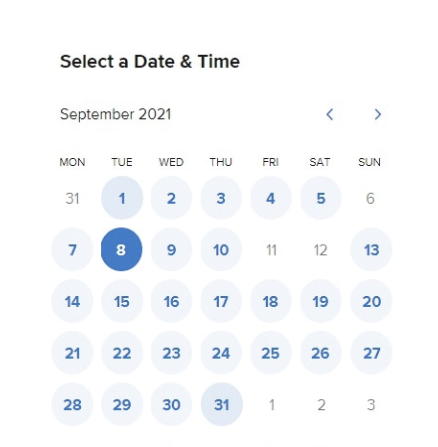 Select a Date & Time
September 2021
MON TUE WED THU FRI SAT SUN
31 1 2 3 4 5 6
7 8 9 10 11 12 13
14 15 16 17 18 19 20
21 22 23 24 25 26 27
28 29 30 31 1 2 3